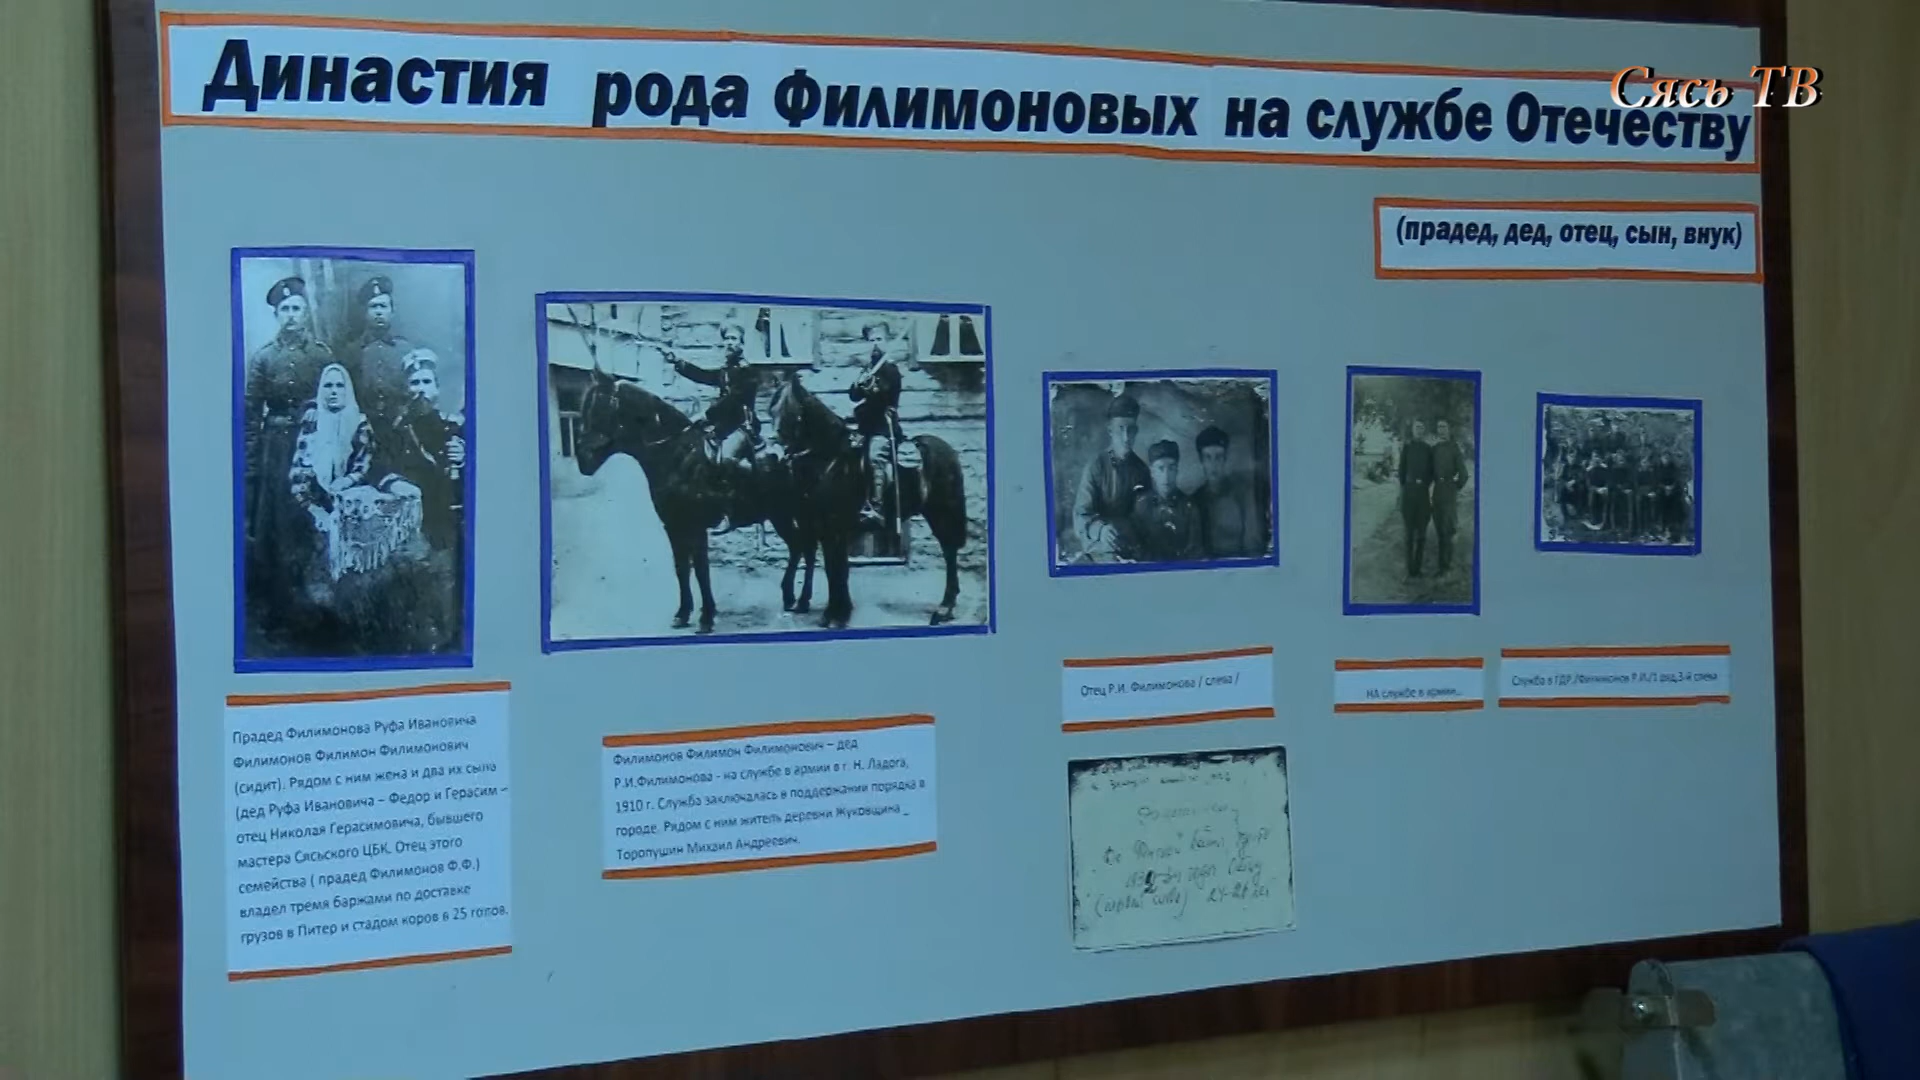 Династия рода Филимоновых на службе Отечеству
Сясь ТВ
(прадед, дед, отец, сын, внук)
Прадед Филимонова Руфа Ивановича
Филимонов Филимон Филимонович
(сидит). Рядом с ним жена и два их сына
(дед Руфа Ивановича – Федор и Герасим –
отец Николая Герасимовича, бывшего
мастера Сясьского ЦБК. Отец этого
семейства ( прадед Филимонов Ф.Ф.)
владел тремя баржами по доставке
грузов в Питер и стадом коров в 25 голов.
Филимонов Филимон Филимонович – дед
Р.И.Филимонова - на службе в армии в г. Н. Ладога,
1910 г. Служба заключалась в поддержании порядка в
городе. Рядом с ним житель деревни Жуковщина _
Торопушин Михаил Андреевич.
Отец Р.И. Филимонова / слева /
НА службе в армии...
Служба в ГДР./Филимонов Р.И./1 ряд,3-й слева